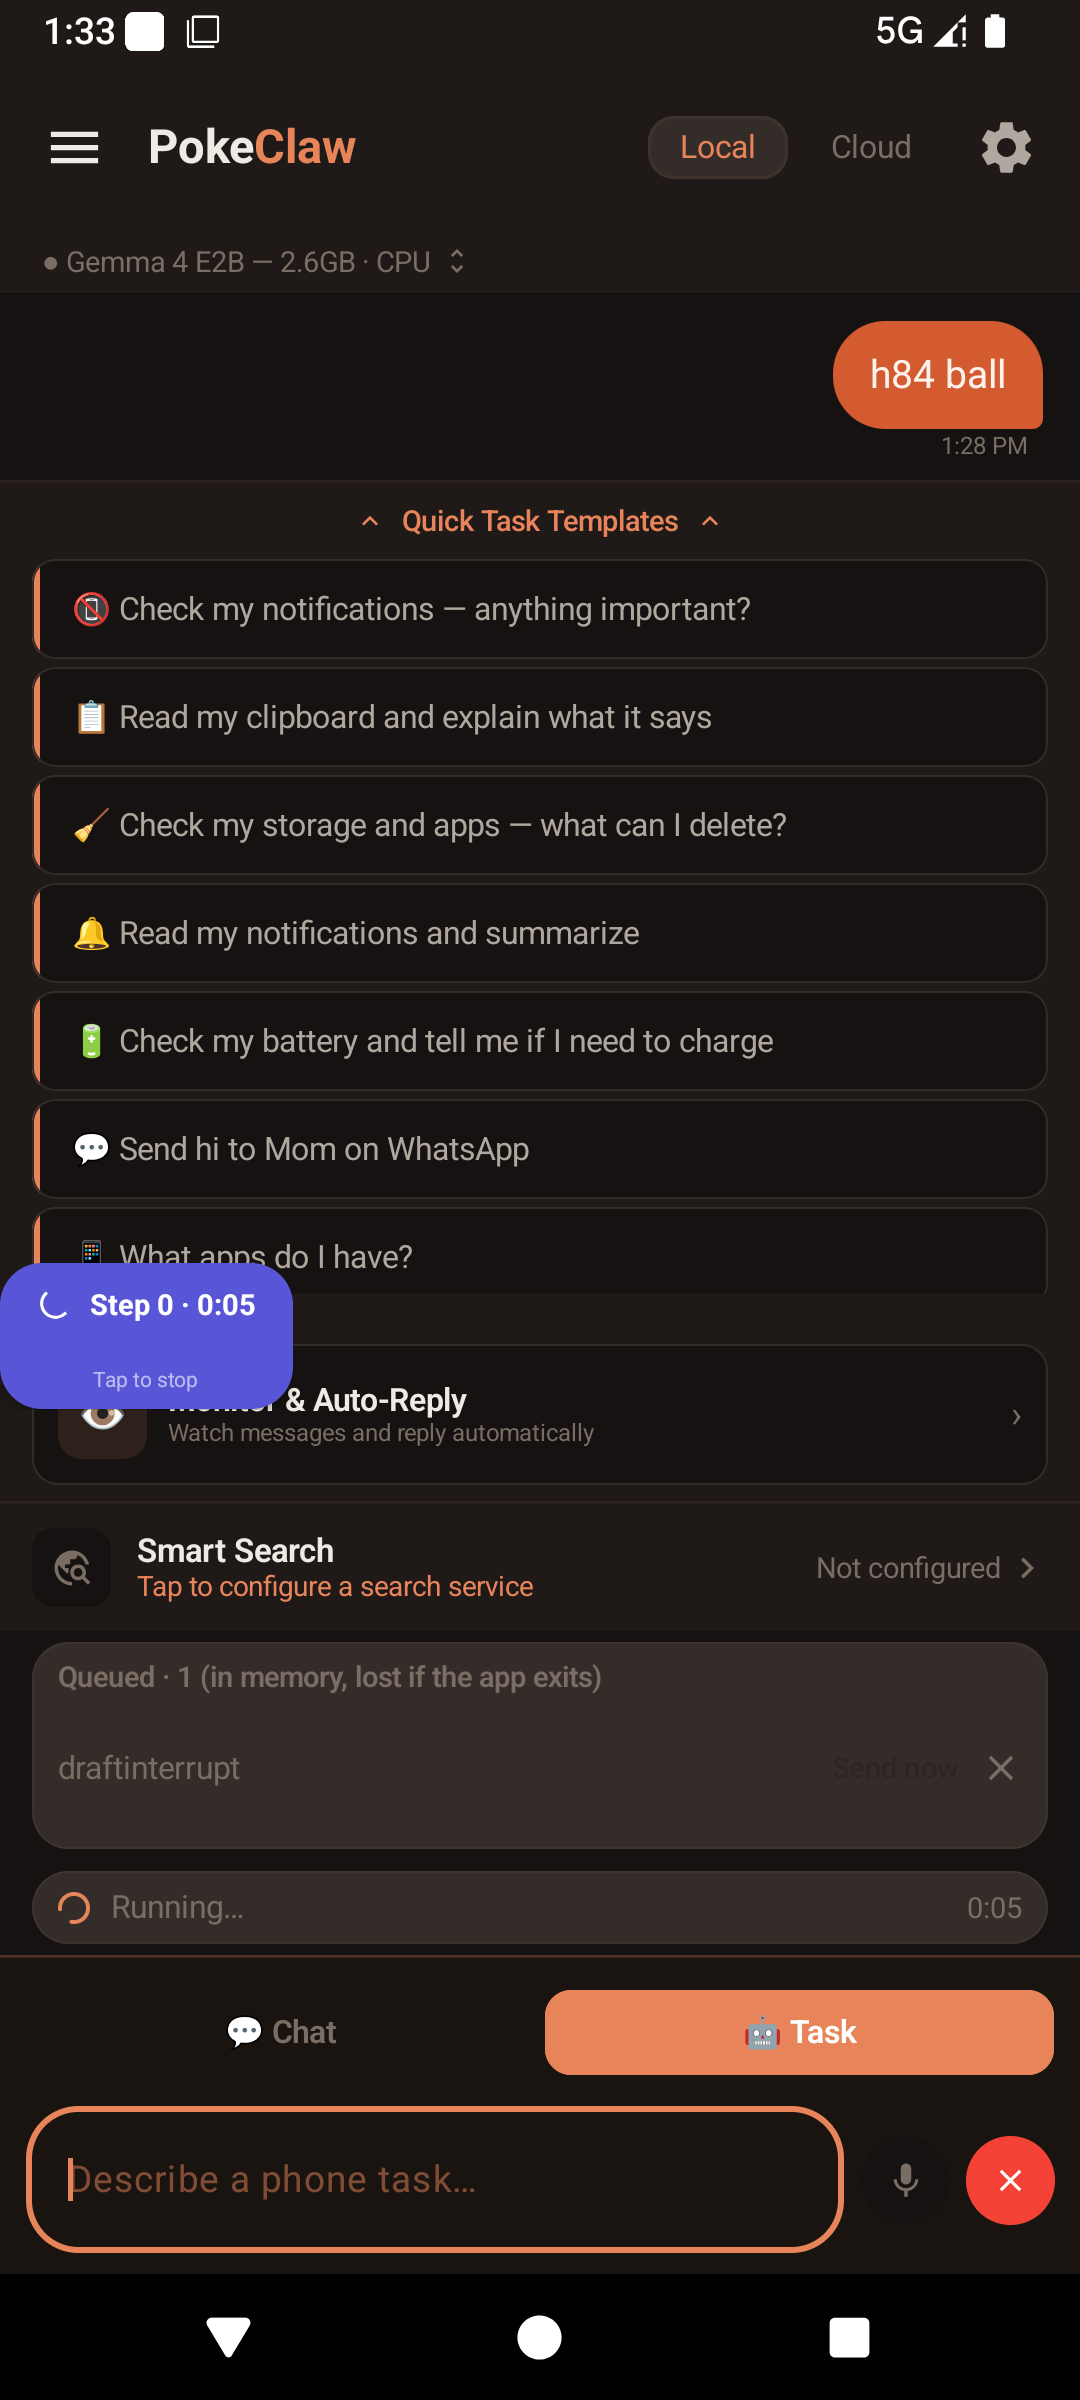 1:33
5G
PokeClaw
Local
Cloud
Gemma 4 E2B — 2.6GB · CPU
h84 ball
1:28 PM
Quick Task Templates
Check my notifications — anything important?
Read my clipboard and explain what it says
Check my storage and apps — what can I delete?
Read my notifications and summarize
Check my battery and tell me if I need to charge
Send hi to Mom on WhatsApp
What apps do I have?
Step 0 · 0:05
Tap to stop
Monitor & Auto-Reply
Watch messages and reply automatically
Smart Search
Tap to configure a search service
Not configured
Queued · 1 (in memory, lost if the app exits)
draftinterrupt
Send now
Running...
0:05
Chat
Task
Describe a phone task...